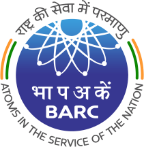 राष्ट्र की सेवा में परमाणु
भा प अ कें
BARC
ATOMS IN THE SERVICE OF THE NATION